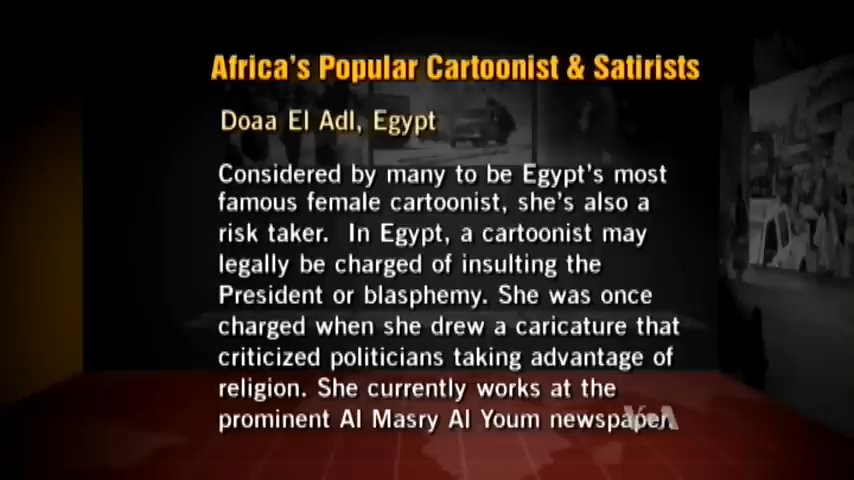 Africa's Popular Cartoonist & Satirists
Doaa El Adl, Egypt
Considered by many to be Egypt's most
famous female cartoonist, she's also a
risk taker. In Egypt, a cartoonist may
legally be charged of insulting the
President or blasphemy. She was once
charged when she drew a caricature that
criticized politicians taking advantage of
religion. She currently works at the
prominent Al Masry Al Youm newspaper.
VOA